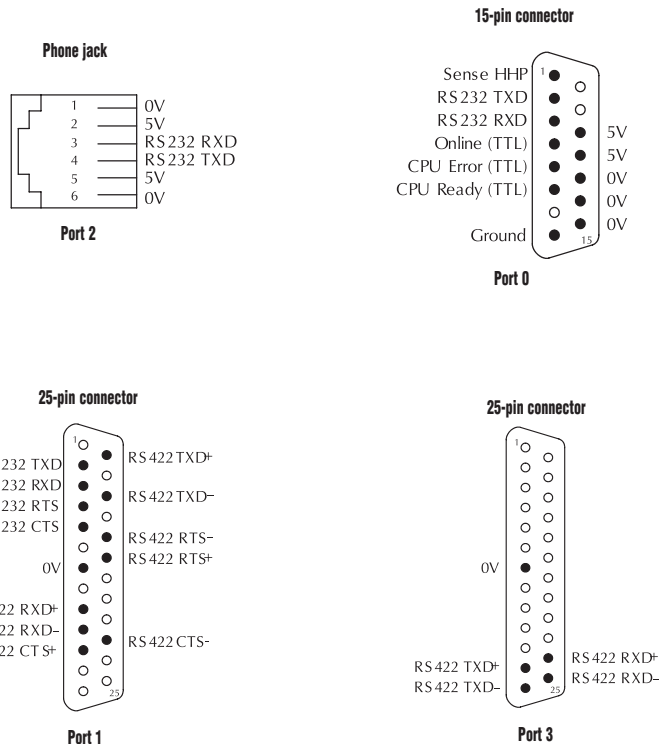 15-pin connector
Phone jack
1 0V
2 5V
3 RS232 RXD
4 RS232 TXD
5 5V
6 0V
Port 2
1
Sense HHP
RS232 TXD
RS232 RXD
Online (TTL)
CPU Error (TTL)
CPU Ready (TTL)
Ground
5V
5V
0V
0V
0V
15
Port 0
25-pin connector
1
232 TXD
232 RXD
232 RTS
232 CTS
0V
22 RXD+
22 RXD–
22 CTS+
RS422 TXD+
RS422 TXD–
RS422 RTS–
RS422 RTS+
RS422 CTS-
25
Port 1
25-pin connector
1
0V
RS422 TXD+
RS422 TXD–
RS422 RXD+
RS422 RXD–
25
Port 3